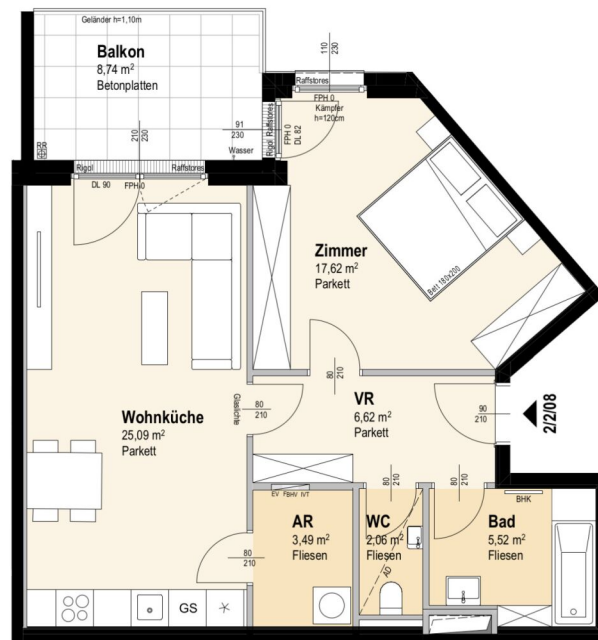 Geländer h=1,10m
Balkon
8,74 m²
Betonplatten
110
230
Raffstores
FPH 0
Kämpfer
h=120cm
91
230
Wasser
Rigol Raffstores
FPH 0
DL 82
210
230
Rigol
Raffstores
DL 90
FPH 0
Zimmer
17,62 m²
Parkett
Bett 180x200
80
210
VR
6,62 m²
Parkett
90
210
2/2/08
Wohnküche
25,09 m²
Parkett
Glaslichte
80
210
80
210
80
210
EV FBHV IVT
BHK
AR
3,49 m²
Fliesen
WC
2,06 m²
Fliesen
AD
Bad
5,52 m²
Fliesen
80
210
GS